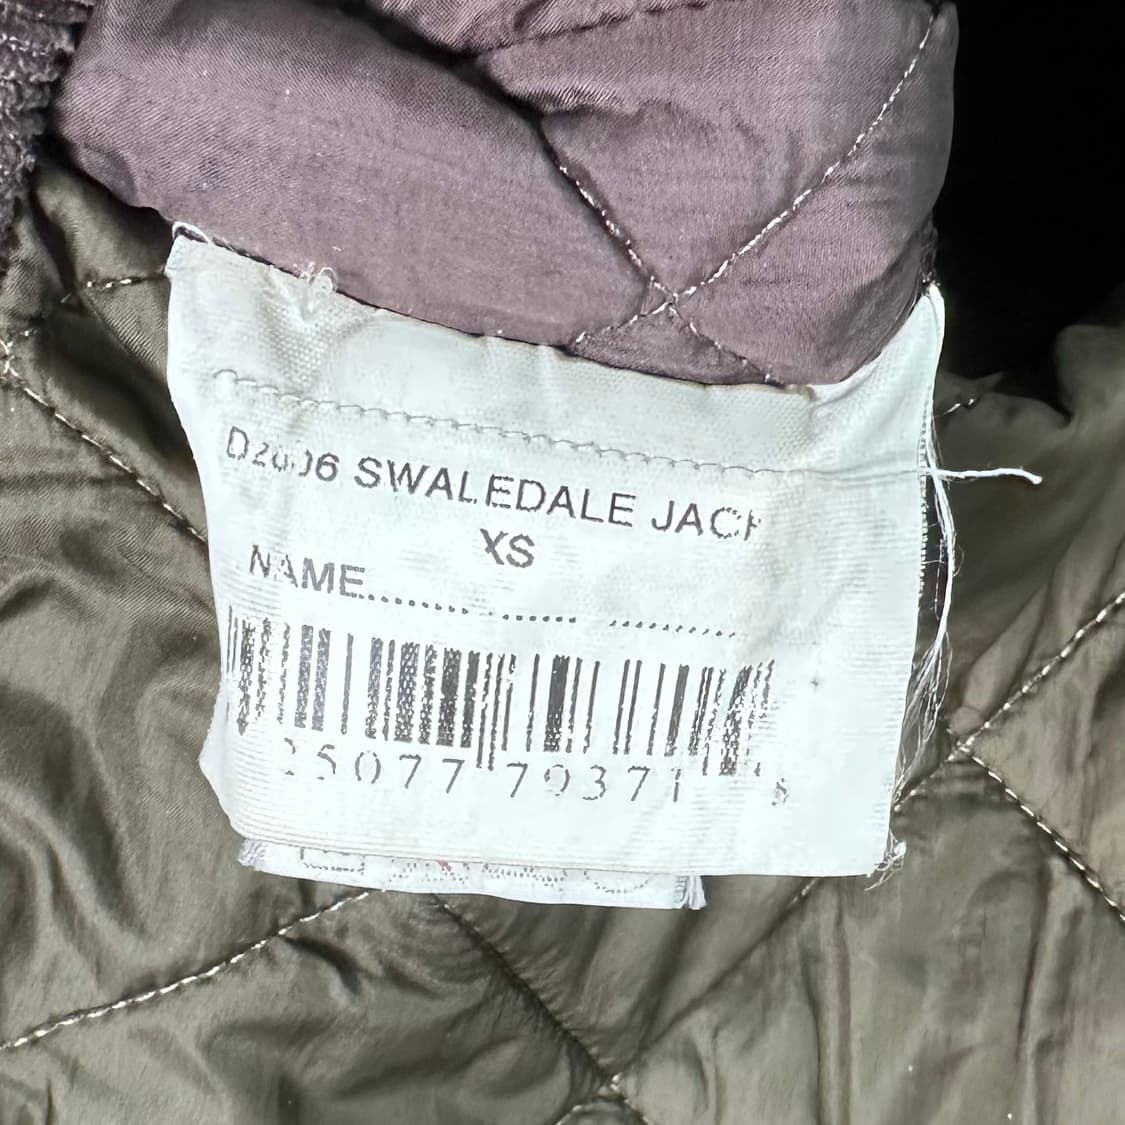 D2006 SWALEDALE JACK
XS
NAME.............................
25077 79371